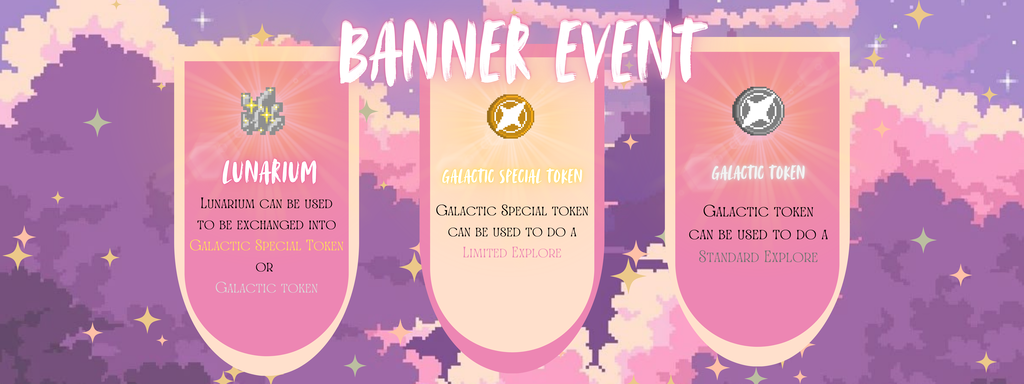 BANNER EVENT
LUNARIUM
Lunarium can be used
to be exchanged into
Galactic Special Token
or
Galactic token
GALACTIC SPECIAL TOKEN
Galactic Special token
can be used to do a
Limited Explore
GALACTIC TOKEN
Galactic token
can be used to do a
Standard Explore